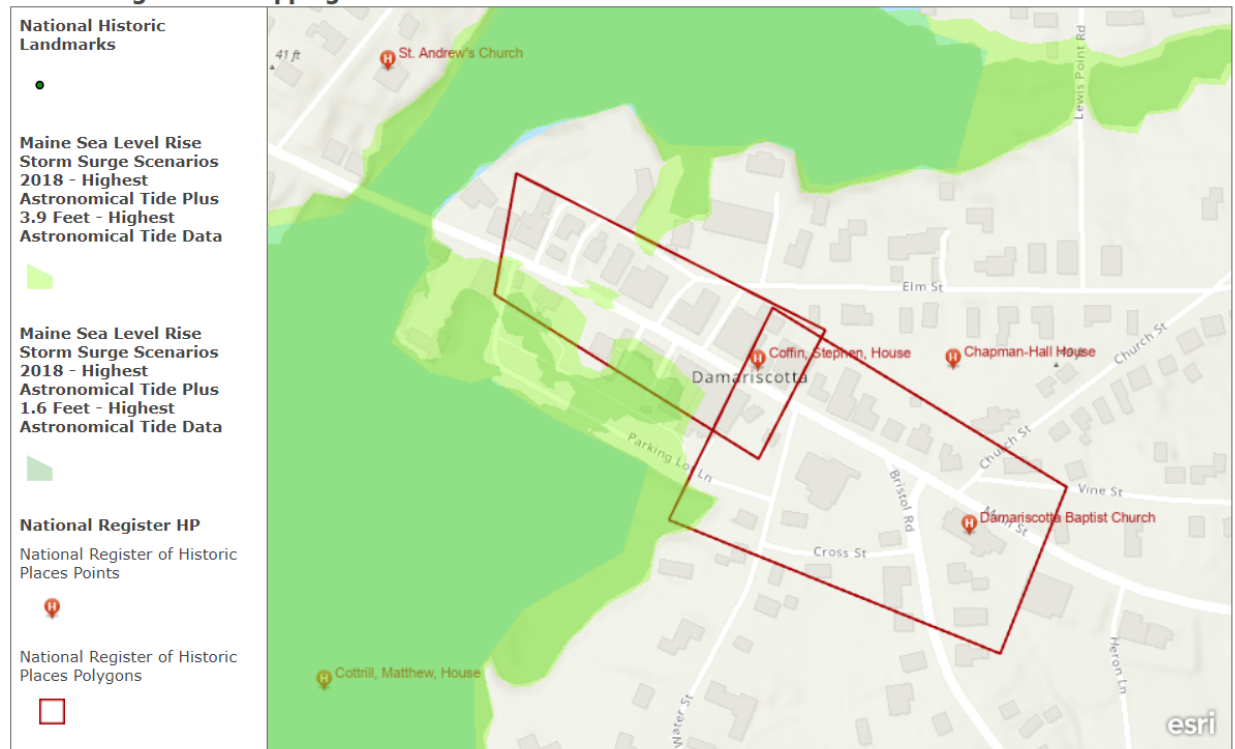 National Historic
Landmarks
Maine Sea Level Rise
Storm Surge Scenarios
2018 - Highest
Astronomical Tide Plus
3.9 Feet - Highest
Astronomical Tide Data
Maine Sea Level Rise
Storm Surge Scenarios
2018 - Highest
Astronomical Tide Plus
1.6 Feet - Highest
Astronomical Tide Data
National Register HP
National Register of Historic
Places Points
H
National Register of Historic
Places Polygons
41 ft
H St. Andrew's Church
Lewis Point Rd
Elm St
Church St
H Coffin, Stephen, House
H Chapman-Hall House
Damariscotta
Parking Lot Ln
Church St
Vine St
Bristol Rd
H Damariscotta Baptist Church
Main St
Cross St
Heron Ln
H Cottrill, Matthew, House
Water St
esri